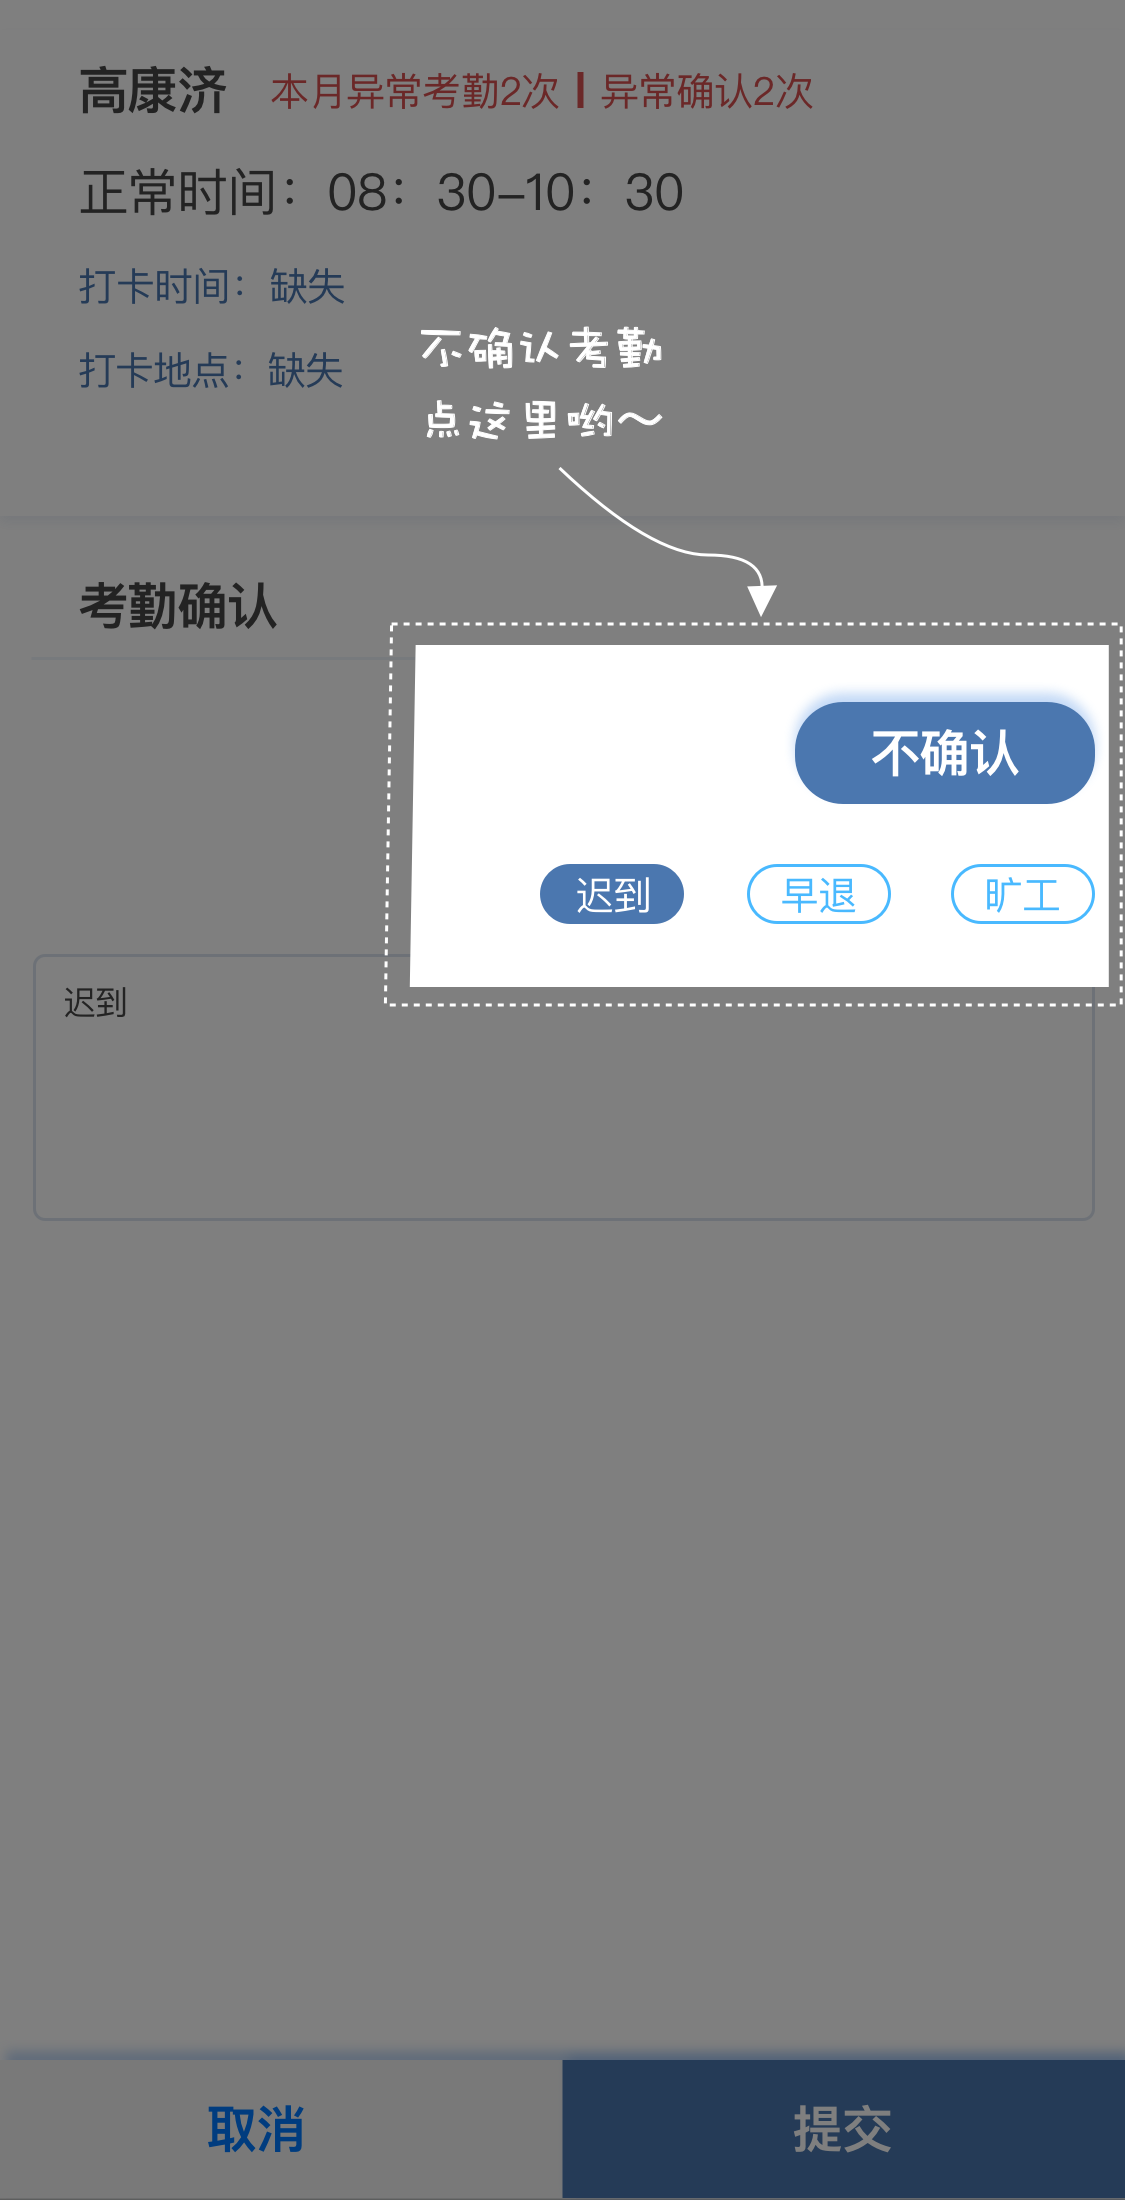 高康济 本月异常考勤2次 | 异常确认2次
正常时间：08：30-10：30
打卡时间：缺失
打卡地点：缺失
不确认考勤
点这里哟～
考勤确认
不确认
迟到 早退 旷工
迟到
取消 提交